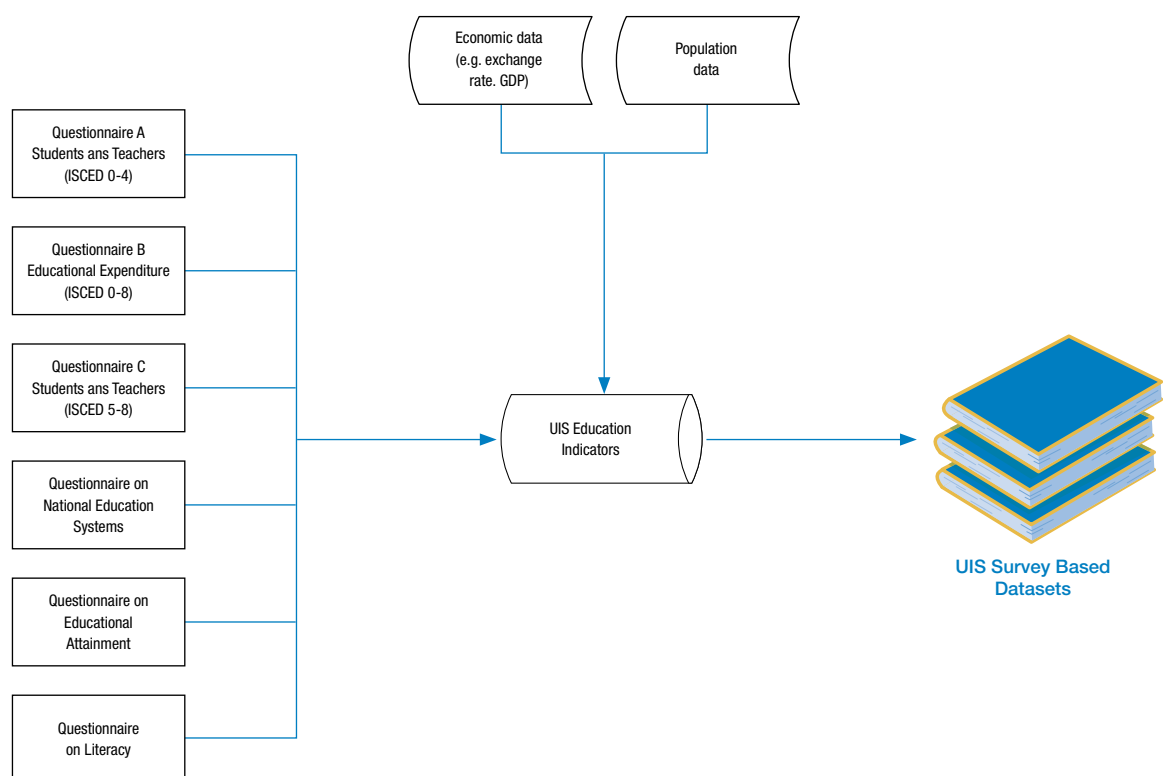 Economic data
(e.g. exchange
rate. GDP)
Population
data
Questionnaire A
Students ans Teachers
(ISCED 0-4)
Questionnaire B
Educational Expenditure
(ISCED 0-8)
Questionnaire C
Students ans Teachers
(ISCED 5-8)
Questionnaire on
National Education
Systems
Questionnaire on
Educational
Attainment
Questionnaire
on Literacy
UIS Education
Indicators
UIS Survey Based
Datasets